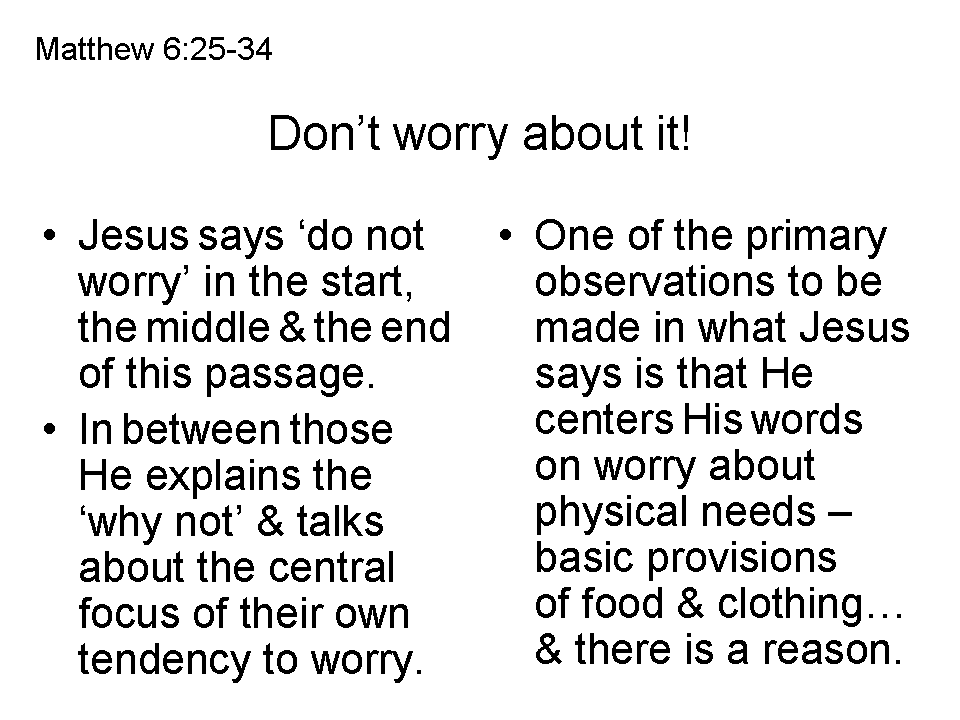 Matthew 6:25-34
Don’t worry about it!
• Jesus says ‘do not
worry’ in the start,
the middle & the end
of this passage.
• In between those
He explains the
‘why not’ & talks
about the central
focus of their own
tendency to worry.
• One of the primary
observations to be
made in what Jesus
says is that He
centers His words
on worry about
physical needs –
basic provisions
of food & clothing…
& there is a reason.